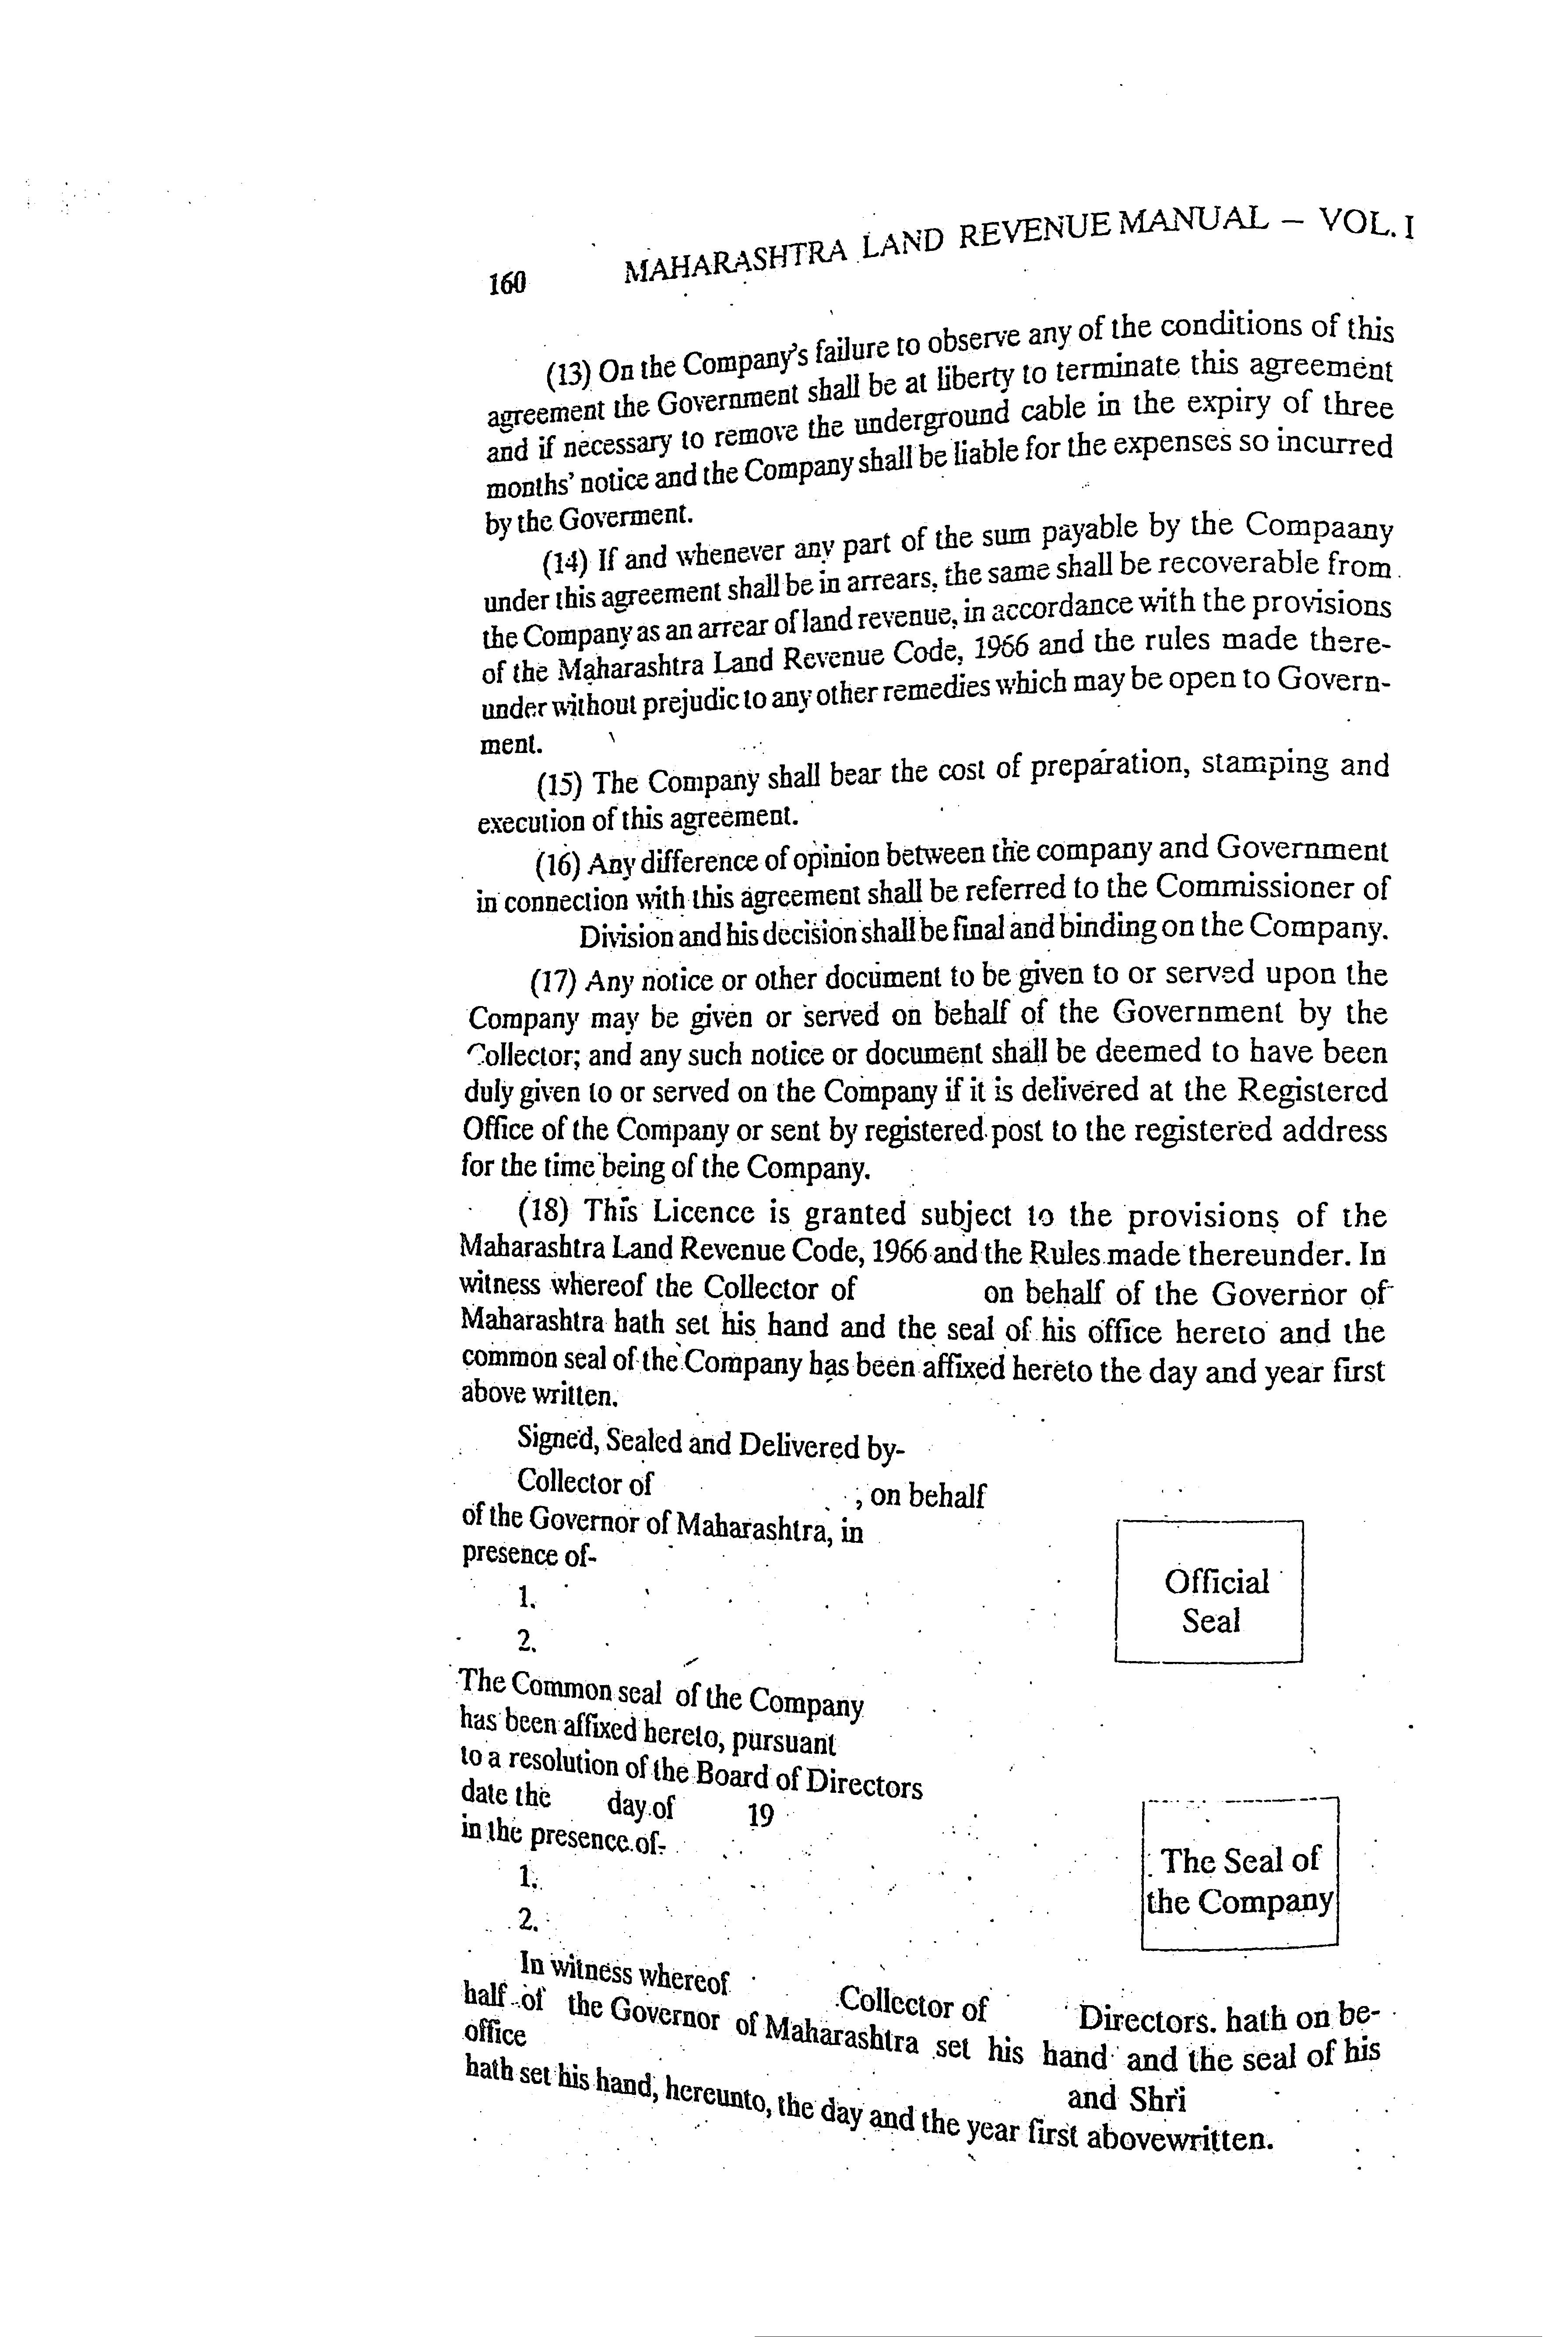 160 MAHARASHTRA LAND REVENUE MANUAL – VOL. I
(13) On the Company's failure to observe any of the conditions of this
agreement the Government shall be at liberty to terminate this agreement
and if necessary to remove the underground cable in the expiry of three
months' notice and the Company shall be liable for the expenses so incurred
by the Goverment.
(14) If and whenever any part of the sum payable by the Compaany
under this agreement shall be in arrears, the same shall be recoverable from
the Company as an arrear of land revenue, in accordance with the provisions
of the Maharashtra Land Revenue Code, 1966 and the rules made there-
under without prejudic to any other remedies which may be open to Govern-
ment.
(15) The Company shall bear the cost of preparation, stamping and
execution of this agreement.
(16) Any difference of opinion between the company and Government
in connection with this agreement shall be referred to the Commissioner of
Division and his decision shall be final and binding on the Company.
(17) Any notice or other document to be given to or served upon the
Company may be given or served on behalf of the Government by the
Collector; and any such notice or document shall be deemed to have been
duly given to or served on the Company if it is delivered at the Registered
Office of the Company or sent by registered post to the registered address
for the time being of the Company.
(18) This Licence is granted subject to the provisions of the
Maharashtra Land Revenue Code, 1966 and the Rules made thereunder. In
witness whereof the Collector of on behalf of the Governor of
Maharashtra hath set his hand and the seal of his office hereto and the
common seal of the Company has been affixed hereto the day and year first
above written.
Signed, Sealed and Delivered by-
Collector of , on behalf
of the Governor of Maharashtra, in
presence of-
1.
2.
Official
Seal
The Common seal of the Company
has been affixed hereto, pursuant
to a resolution of the Board of Directors
date the day of 19
in the presence of-
1.
2.
The Seal of
the Company
In witness whereof Collector of Directors. hath on be-
half of the Governor of Maharashtra set his hand and the seal of his
office and Shri
hath set his hand, hereunto, the day and the year first abovewritten.